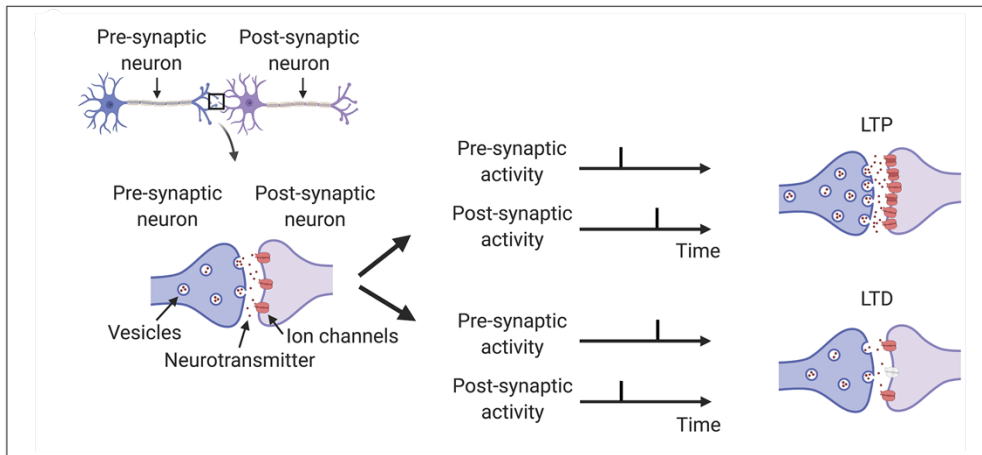 Pre-synaptic
neuron
Post-synaptic
neuron
Pre-synaptic
neuron
Post-synaptic
neuron
Vesicles
Neurotransmitter
Ion channels
Pre-synaptic
activity
Post-synaptic
activity
Time
LTP
Pre-synaptic
activity
Post-synaptic
activity
Time
LTD